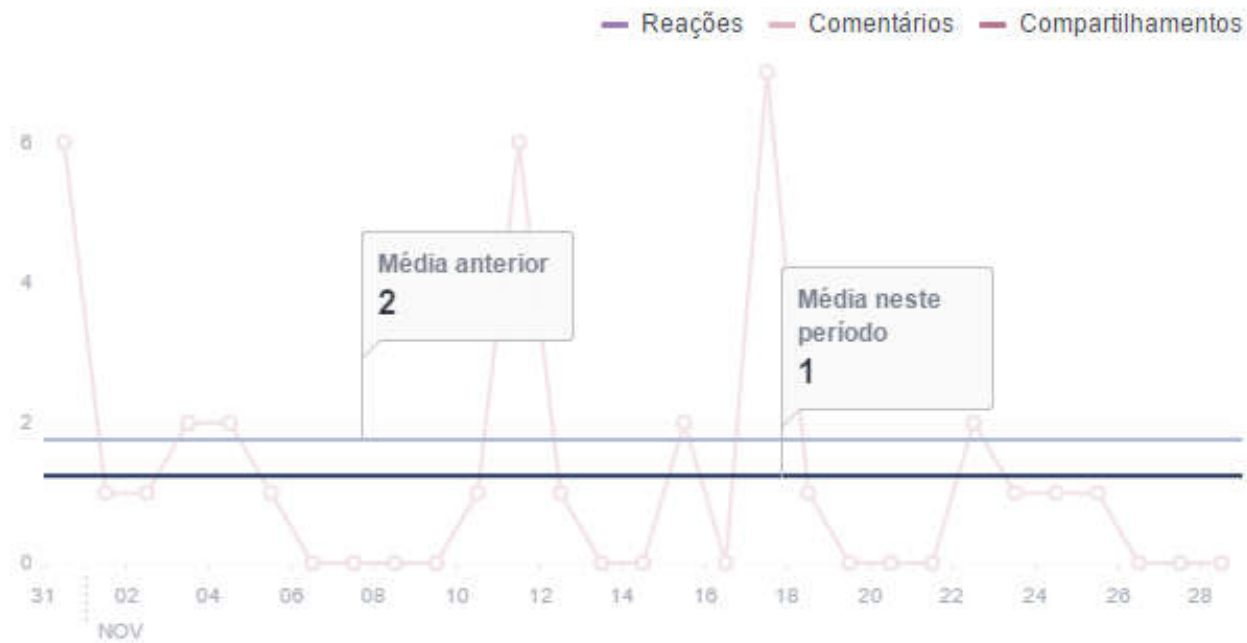 Reações Comentários Compartilhamentos
6
Média anterior
2
4
Média neste
período
1
2
0
31 02 04 06 08 10 12 14 16 18 20 22 24 26 28
NOV